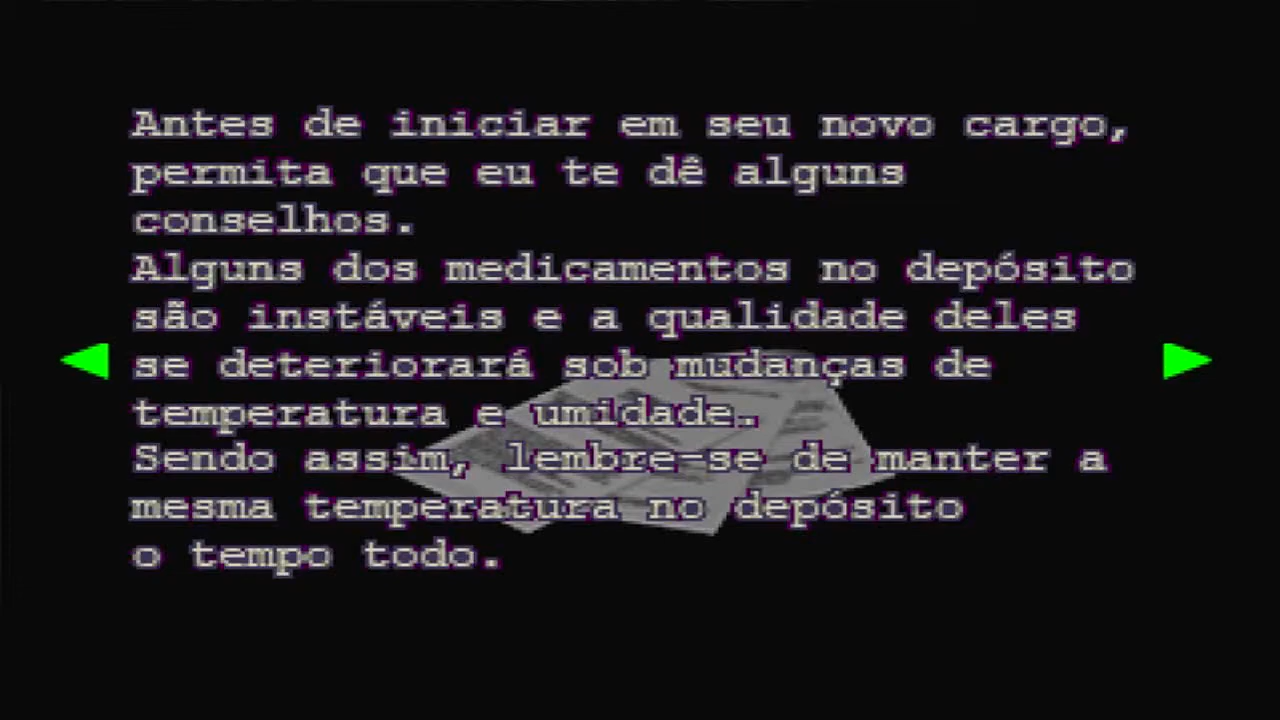 Antes de iniciar em seu novo cargo,
permita que eu te dê alguns
conselhos.
Alguns dos medicamentos no depósito
são instáveis e a qualidade deles
se deteriorará sob mudanças de
temperatura e umidade.
Sendo assim, lembre-se de manter a
mesma temperatura no depósito
o tempo todo.